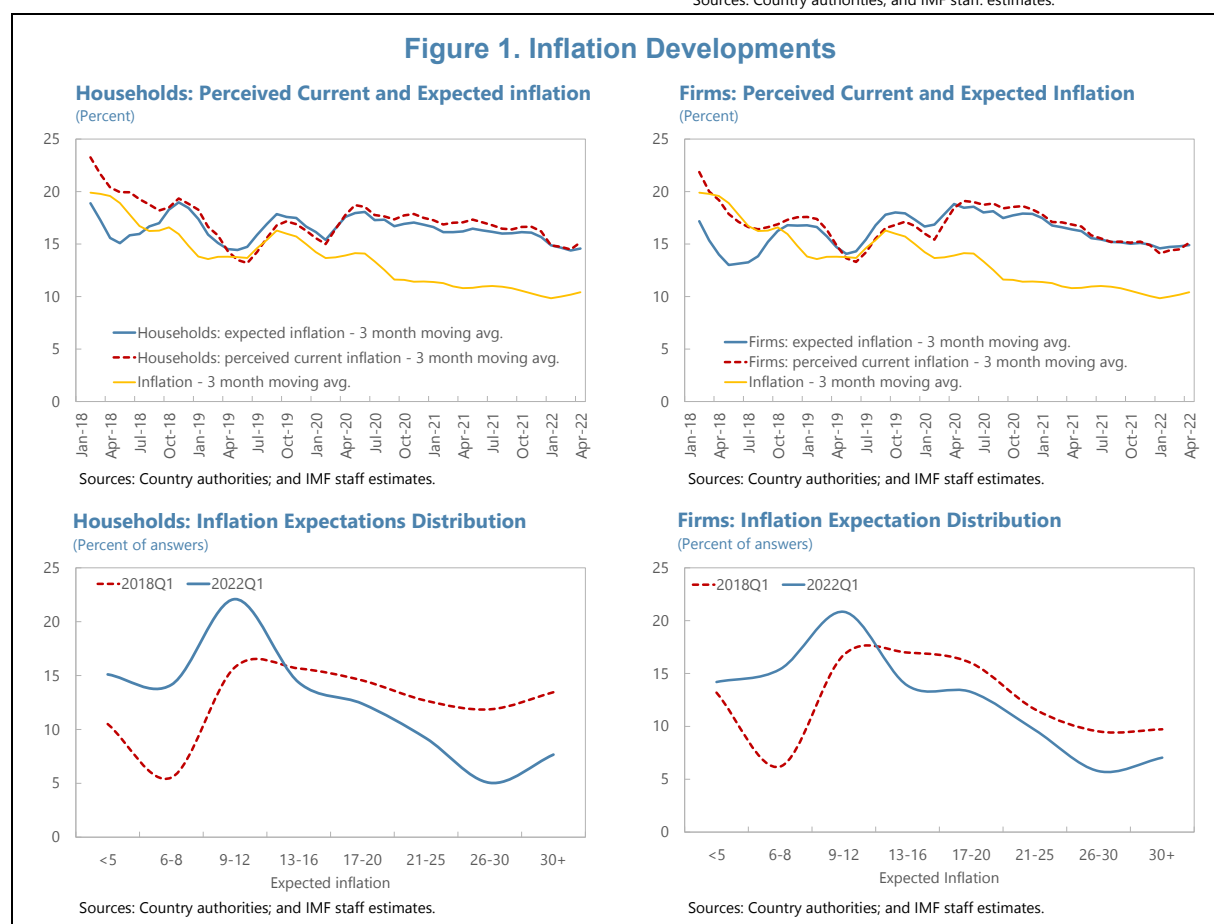 Sources: Country authorities; and IMF staff estimates.
Figure 1. Inflation Developments
Households: Perceived Current and Expected inflation
(Percent)
25
20
15
10
5
0
Households: expected inflation - 3 month moving avg.
Households: perceived current inflation - 3 month moving avg.
Inflation - 3 month moving avg.
Jan-18
Apr-18
Jul-18
Oct-18
Jan-19
Apr-19
Jul-19
Oct-19
Jan-20
Apr-20
Jul-20
Oct-20
Jan-21
Apr-21
Jul-21
Oct-21
Jan-22
Apr-22
Sources: Country authorities; and IMF staff estimates.
Firms: Perceived Current and Expected Inflation
(Percent)
25
20
15
10
5
0
Firms: expected inflation - 3 month moving avg.
Firms: perceived current inflation - 3 month moving avg.
Inflation - 3 month moving avg.
Jan-18
Apr-18
Jul-18
Oct-18
Jan-19
Apr-19
Jul-19
Oct-19
Jan-20
Apr-20
Jul-20
Oct-20
Jan-21
Apr-21
Jul-21
Oct-21
Jan-22
Apr-22
Sources: Country authorities; and IMF staff estimates.
Households: Inflation Expectations Distribution
(Percent of answers)
25
20
15
10
5
0
2018Q1 2022Q1
<5 6-8 9-12 13-16 17-20 21-25 26-30 30+
Expected inflation
Sources: Country authorities; and IMF staff estimates.
Firms: Inflation Expectation Distribution
(Percent of answers)
25
20
15
10
5
0
2018Q1 2022Q1
<5 6-8 9-12 13-16 17-20 21-25 26-30 30+
Expected Inflation
Sources: Country authorities; and IMF staff estimates.